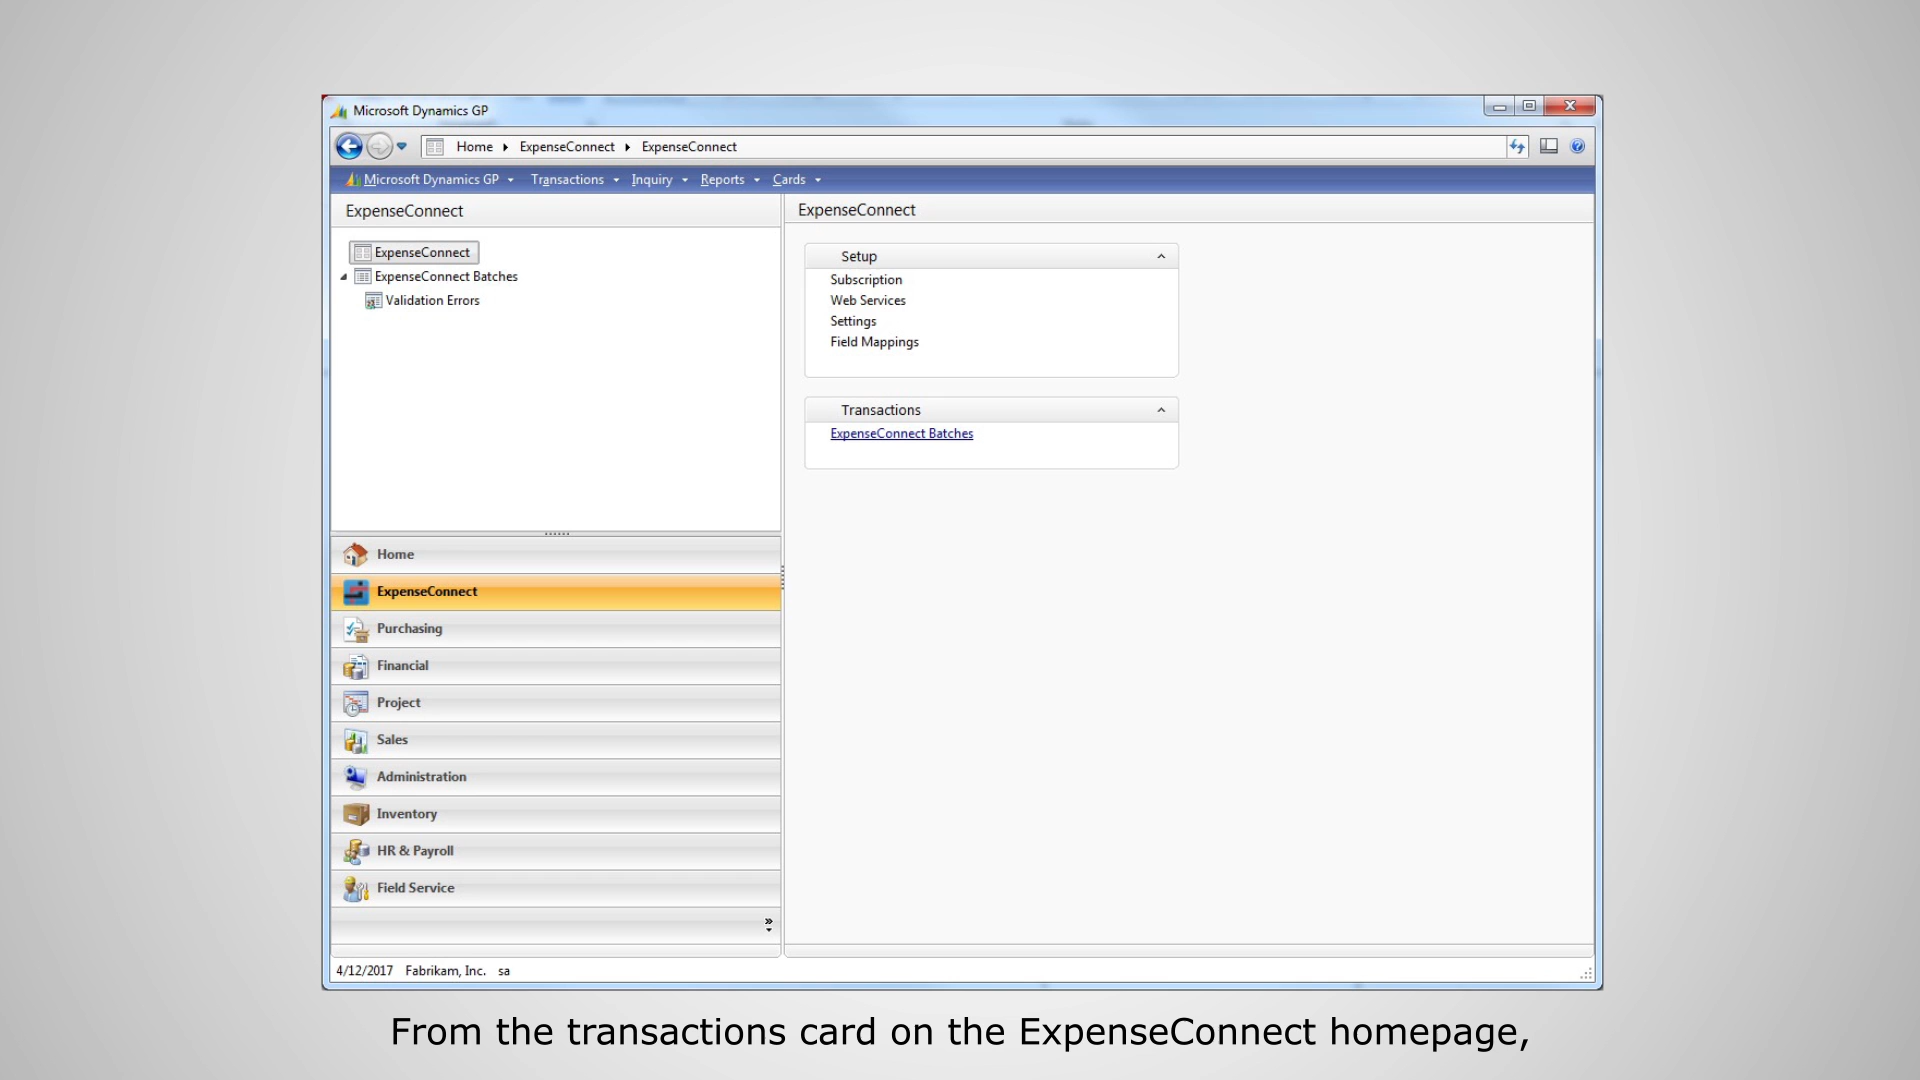 Microsoft Dynamics GP
Home ExpenseConnect ExpenseConnect
Microsoft Dynamics GP Transactions Inquiry Reports Cards
ExpenseConnect
ExpenseConnect
ExpenseConnect Batches
Validation Errors
Home
ExpenseConnect
Purchasing
Financial
Project
Sales
Administration
Inventory
HR & Payroll
Field Service
ExpenseConnect
Setup
Subscription
Web Services
Settings
Field Mappings
Transactions
ExpenseConnect Batches
4/12/2017 Fabrikam, Inc. sa
From the transactions card on the ExpenseConnect homepage,